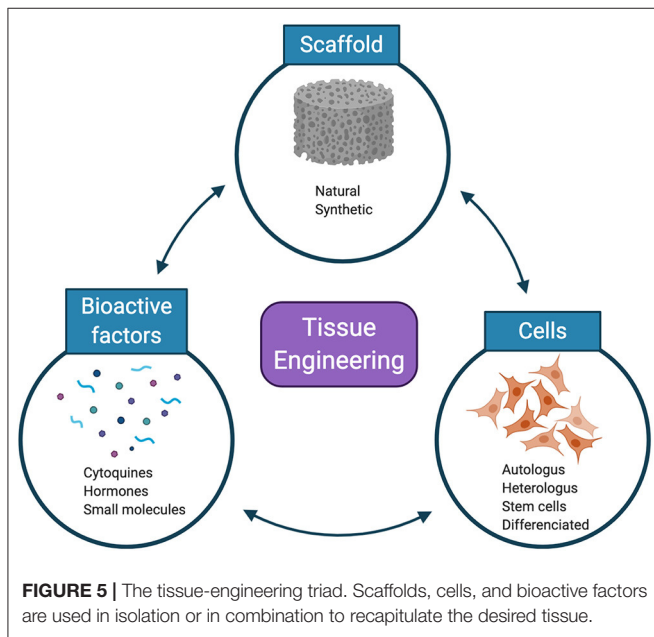 Scaffold
Natural
Synthetic
Bioactive
factors
Cytoquines
Hormones
Small molecules
Tissue
Engineering
Cells
Autologus
Heterologus
Stem cells
Differenciated
FIGURE 5 | The tissue-engineering triad. Scaffolds, cells, and bioactive factors
are used in isolation or in combination to recapitulate the desired tissue.